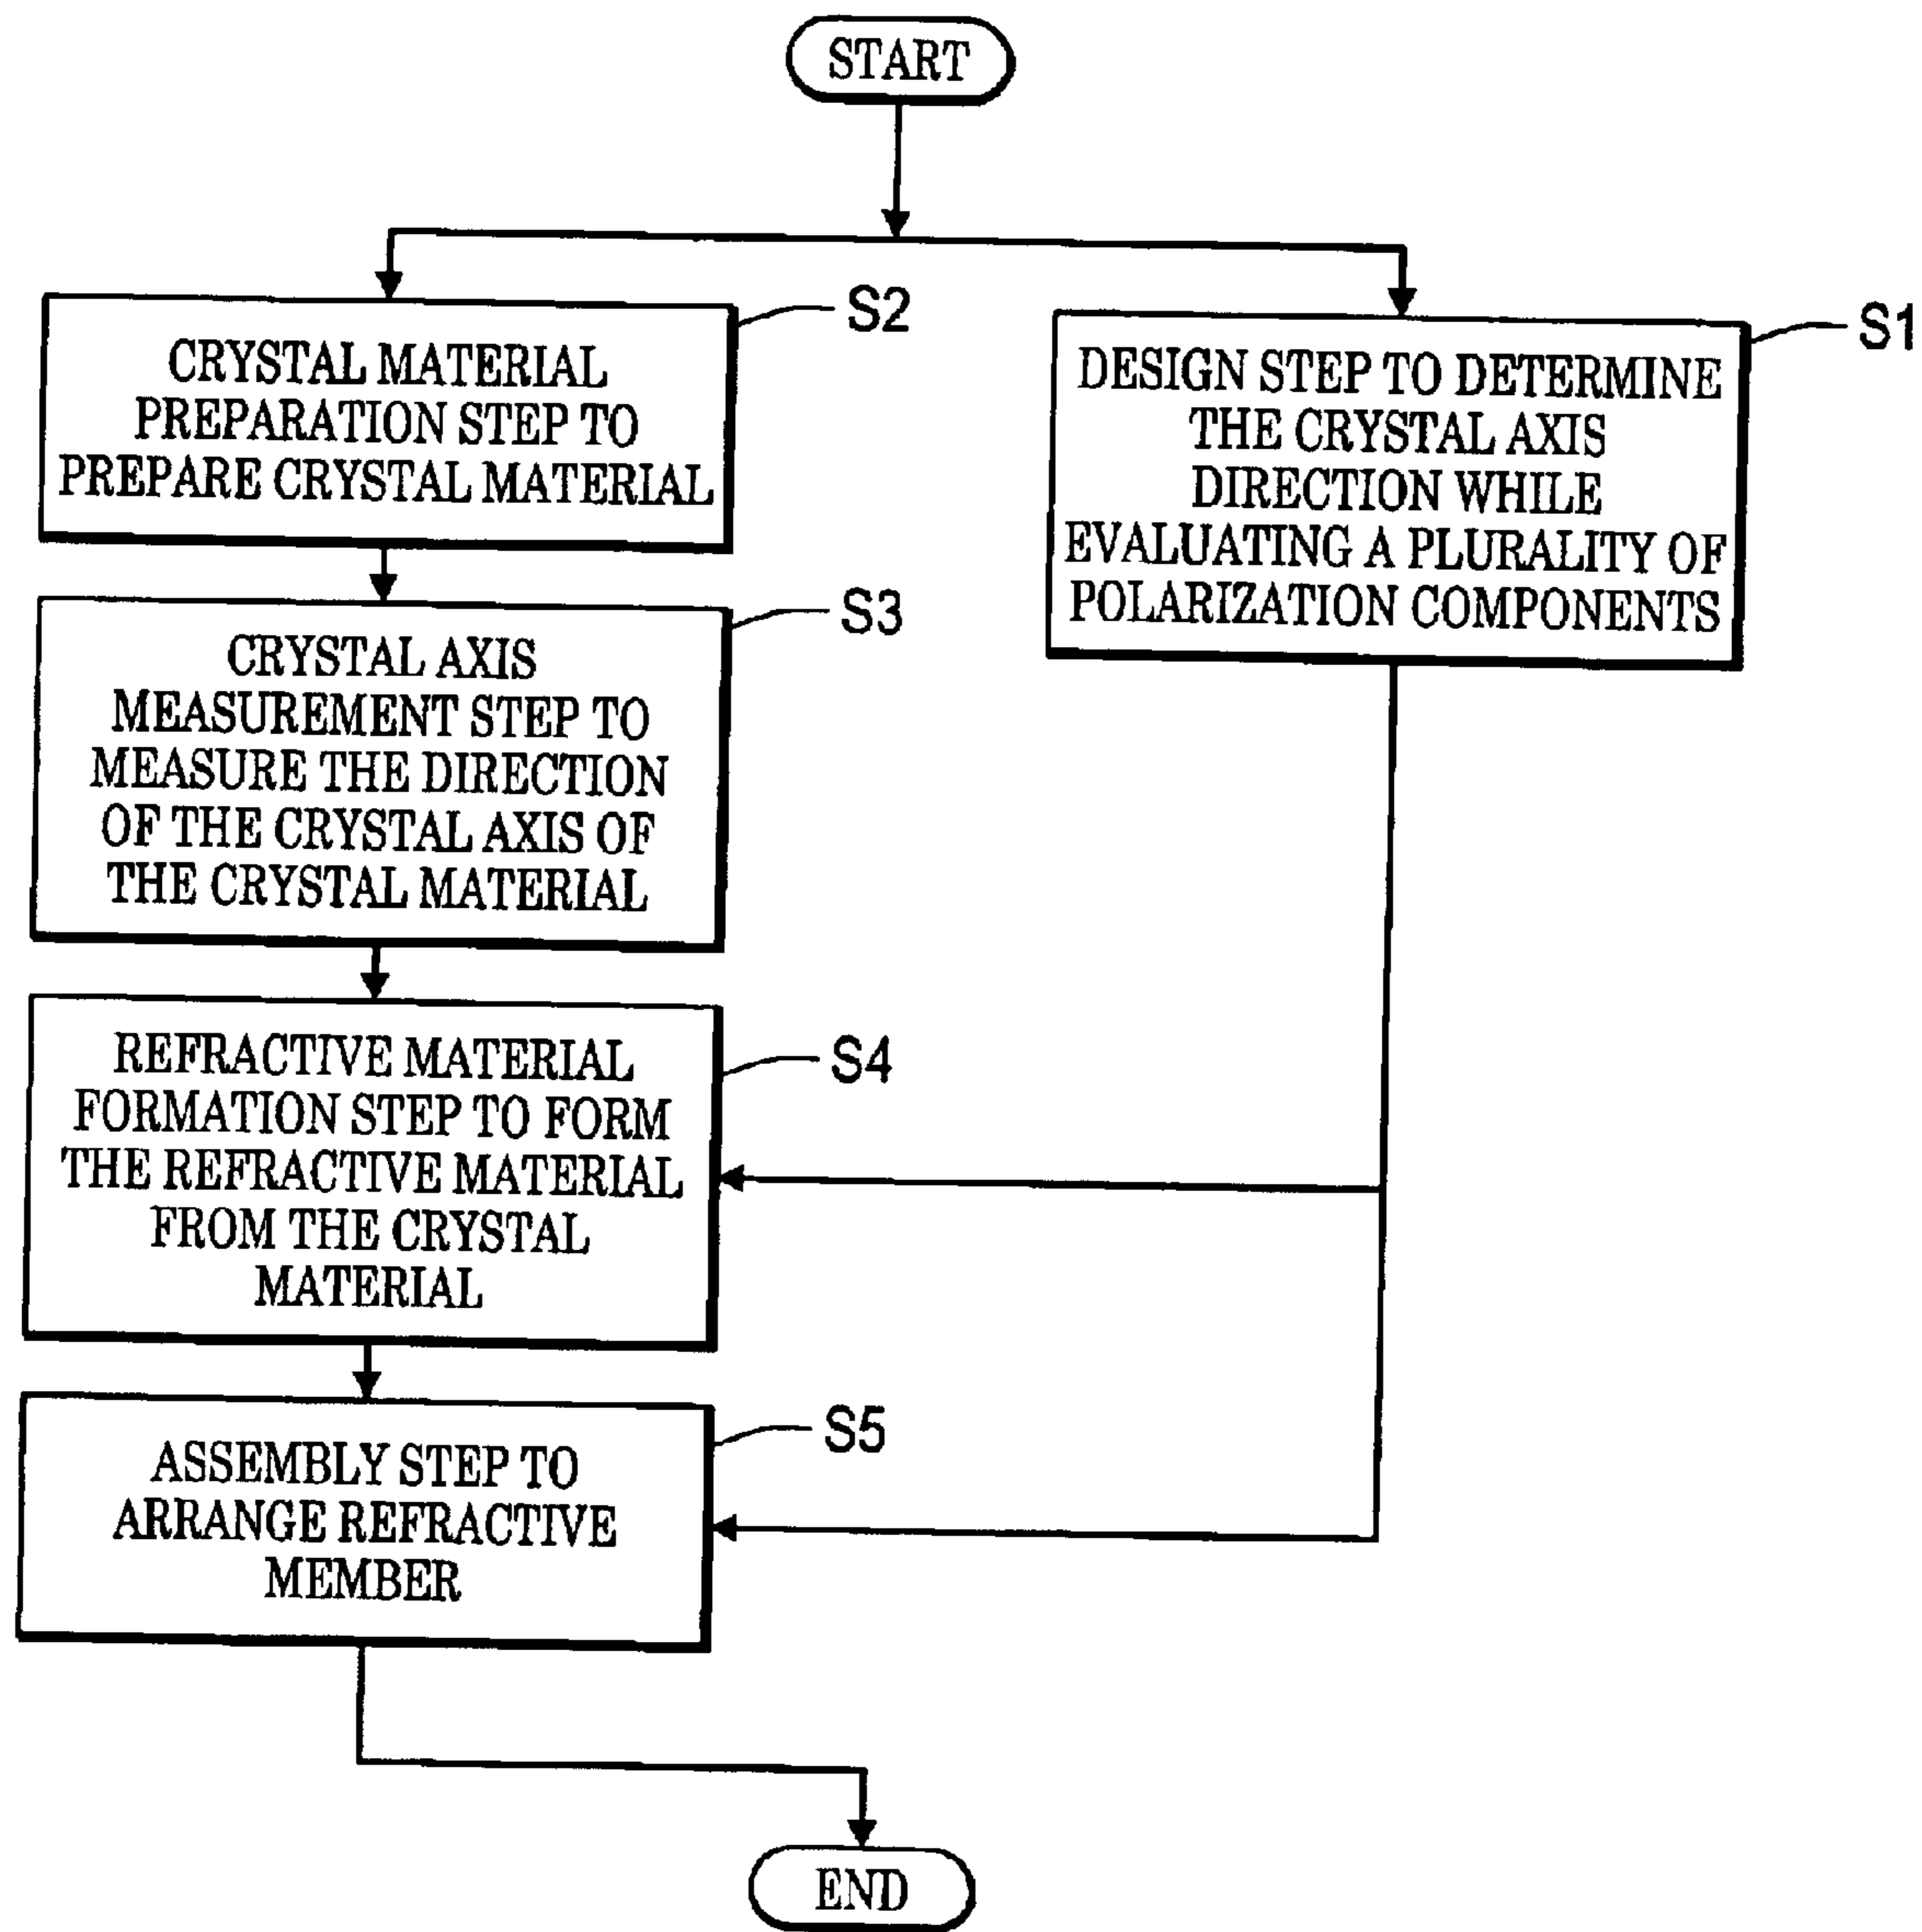 START
S2
CRYSTAL MATERIAL
PREPARATION STEP TO
PREPARE CRYSTAL MATERIAL
S1
DESIGN STEP TO DETERMINE
THE CRYSTAL AXIS
DIRECTION WHILE
EVALUATING A PLURALITY OF
POLARIZATION COMPONENTS
S3
CRYSTAL AXIS
MEASUREMENT STEP TO
MEASURE THE DIRECTION
OF THE CRYSTAL AXIS OF
THE CRYSTAL MATERIAL
S4
REFRACTIVE MATERIAL
FORMATION STEP TO FORM
THE REFRACTIVE MATERIAL
FROM THE CRYSTAL
MATERIAL
S5
ASSEMBLY STEP TO
ARRANGE REFRACTIVE
MEMBER
END